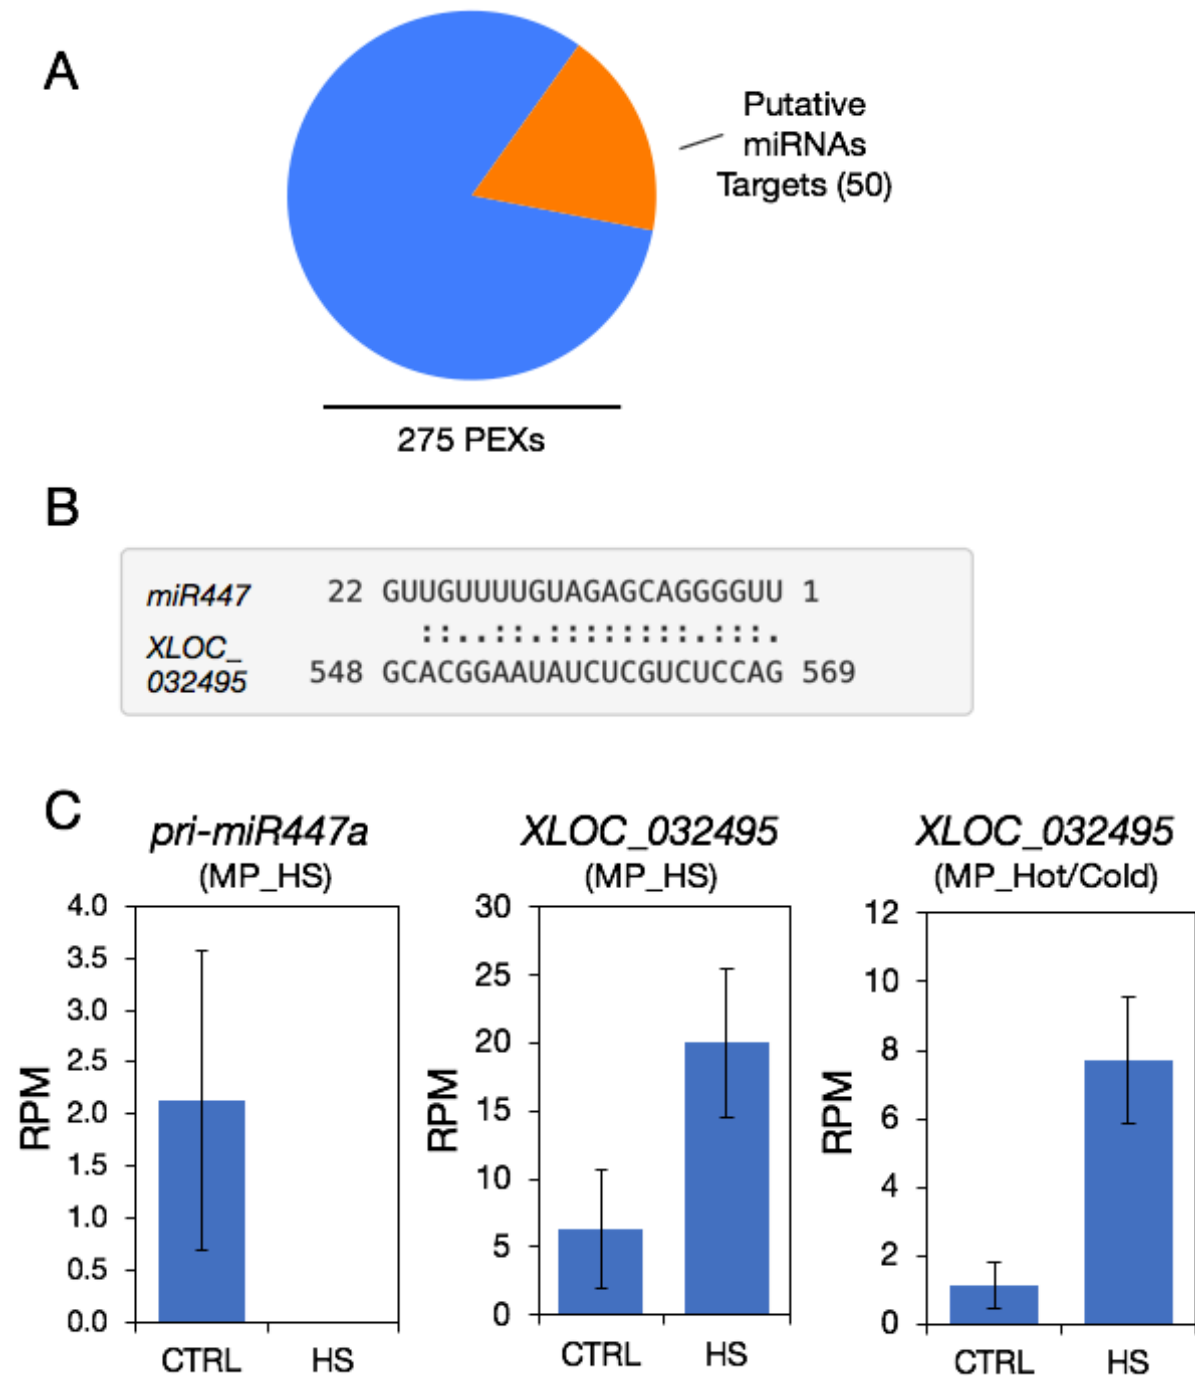 A
Putative
miRNAs
Targets (50)
275 PEXs
B
miR447 22 GUUGUUUUGUAGAGCAGGGGUU 1
::..::.::::::::.:::.
XLOC_
032495 548 GCACGGAAUAUCUCGUCUCCAG 569
C
pri-miR447a
(MP_HS)
RPM
4.0
3.5
3.0
2.5
2.0
1.5
1.0
0.5
0.0
CTRL HS
XLOC_032495
(MP_HS)
RPM
30
25
20
15
10
5
0
CTRL HS
XLOC_032495
(MP_Hot/Cold)
RPM
12
10
8
6
4
2
0
CTRL HS